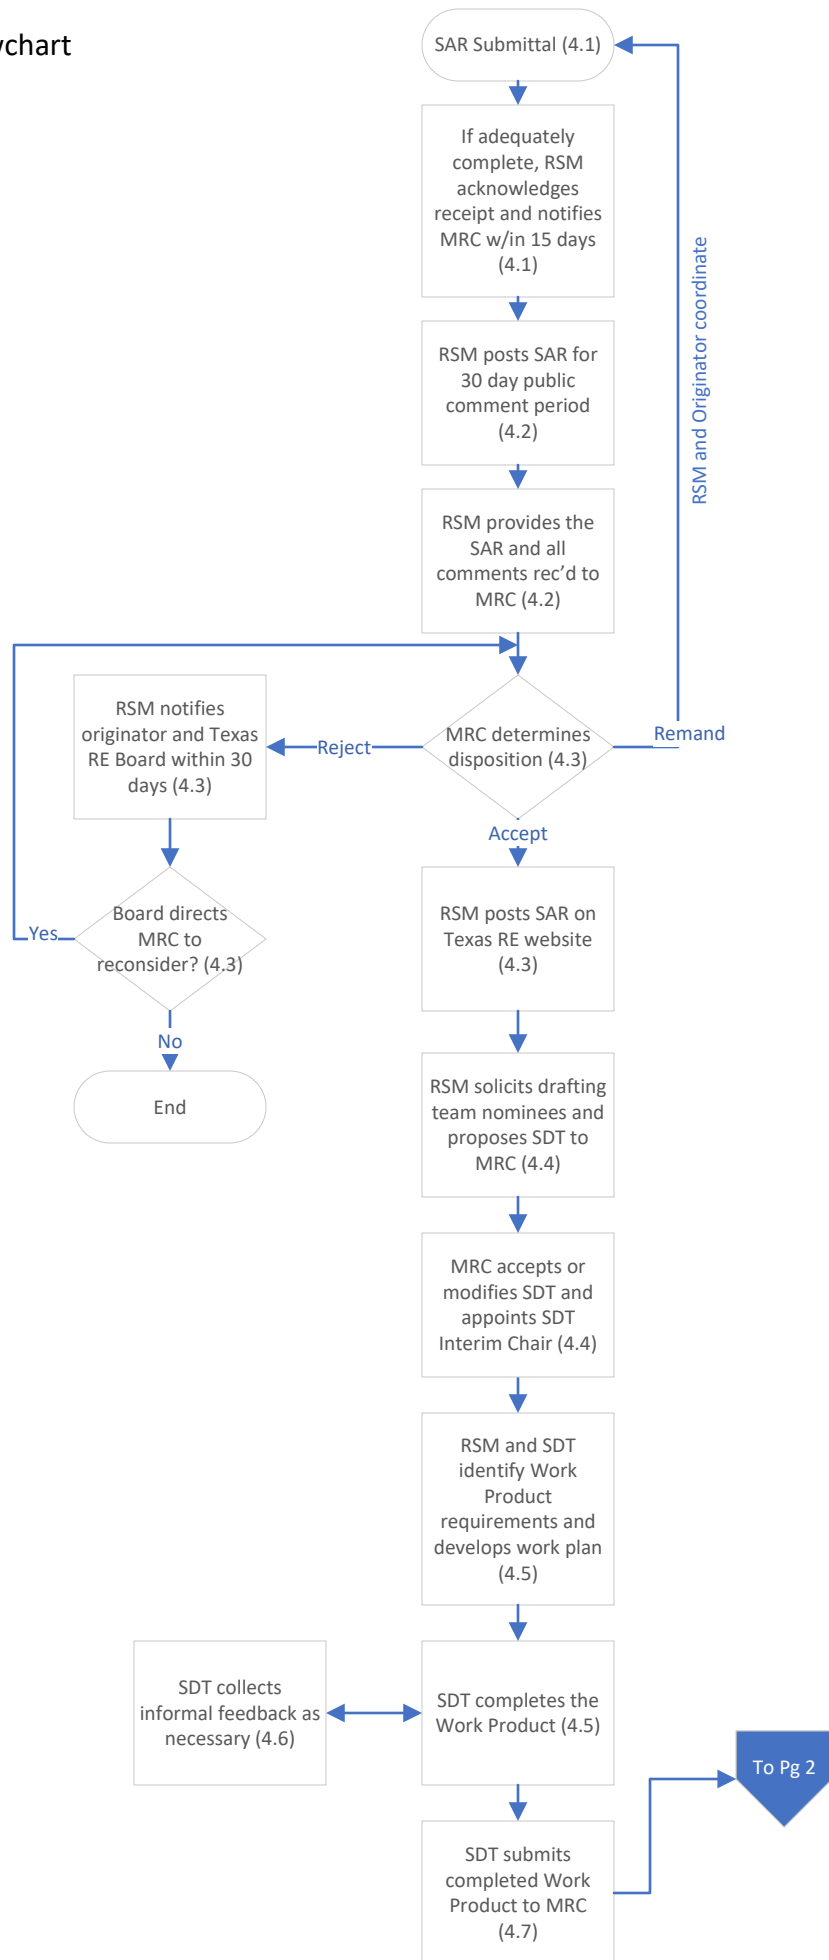 vchart
SAR Submittal (4.1)
If adequately
complete, RSM
acknowledges
receipt and notifies
MRC w/in 15 days
(4.1)
RSM and Originator coordinate
RSM posts SAR for
30 day public
comment period
(4.2)
RSM provides the
SAR and all
comments rec’d to
MRC (4.2)
RSM notifies
originator and Texas
RE Board within 30
days (4.3)
Reject
MRC determines
disposition (4.3)
Remand
Accept
Board directs
MRC to
reconsider? (4.3)
Yes
No
End
RSM posts SAR on
Texas RE website
(4.3)
RSM solicits drafting
team nominees and
proposes SDT to
MRC (4.4)
MRC accepts or
modifies SDT and
appoints SDT
Interim Chair (4.4)
RSM and SDT
identify Work
Product
requirements and
develops work plan
(4.5)
SDT collects
informal feedback as
necessary (4.6)
SDT completes the
Work Product (4.5)
To Pg 2
SDT submits
completed Work
Product to MRC
(4.7)